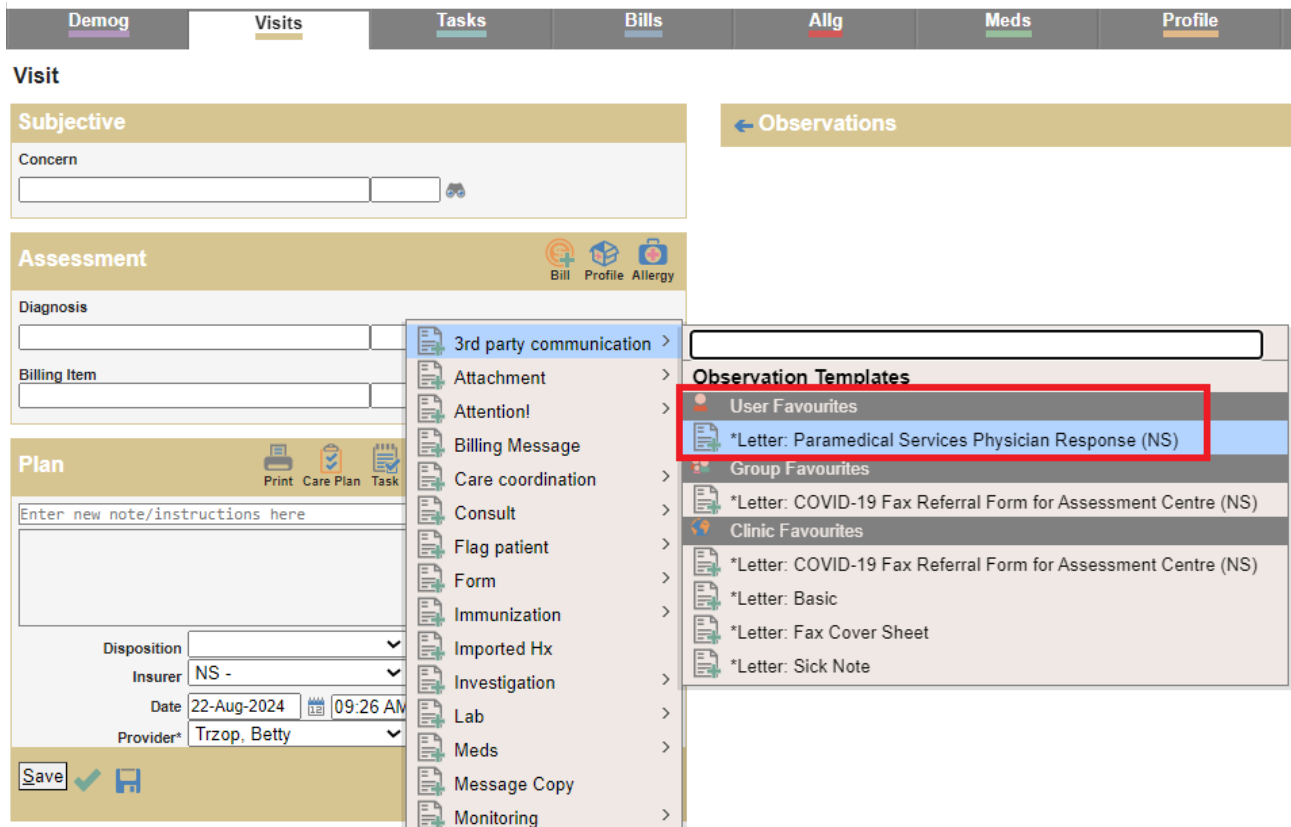 Demog Visits Tasks Bills Allg Meds Profile
Visit
Subjective
Concern
Observations
Assessment
Bill Profile Allergy
Diagnosis
Billing Item
Plan
Print Care Plan Task
Enter new note/instructions here
Disposition
Insurer NS -
Date 22-Aug-2024 12 09:26 AM
Provider* Trzop, Betty
Save
3rd party communication >
Attachment >
Attention! >
Billing Message
Care coordination >
Consult >
Flag patient >
Form >
Immunization >
Imported Hx
Investigation >
Lab >
Meds >
Message Copy
Monitoring >
Observation Templates
User Favourites
*Letter: Paramedical Services Physician Response (NS)
Group Favourites
*Letter: COVID-19 Fax Referral Form for Assessment Centre (NS)
Clinic Favourites
*Letter: COVID-19 Fax Referral Form for Assessment Centre (NS)
*Letter: Basic
*Letter: Fax Cover Sheet
*Letter: Sick Note